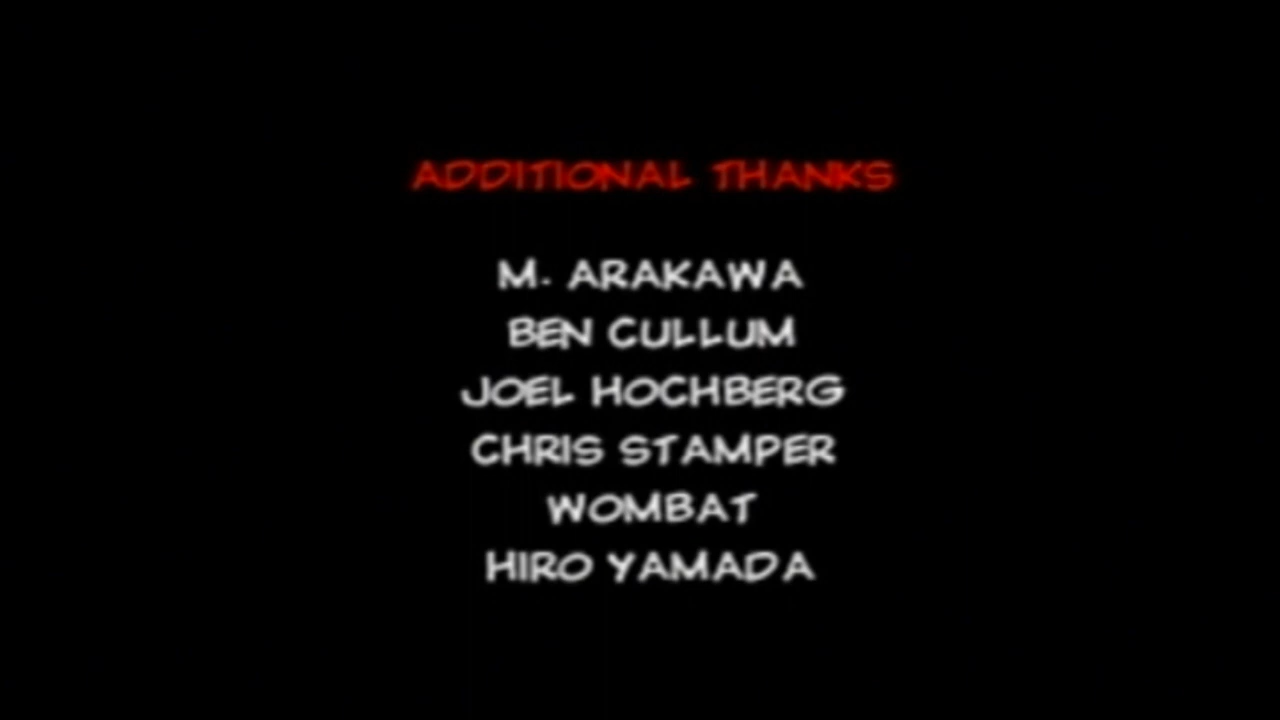 ADDITIONAL THANKS
M. ARAKAWA
BEN CULLUM
JOEL HOCHBERG
CHRIS STAMPER
WOMBAT
HIRO YAMADA